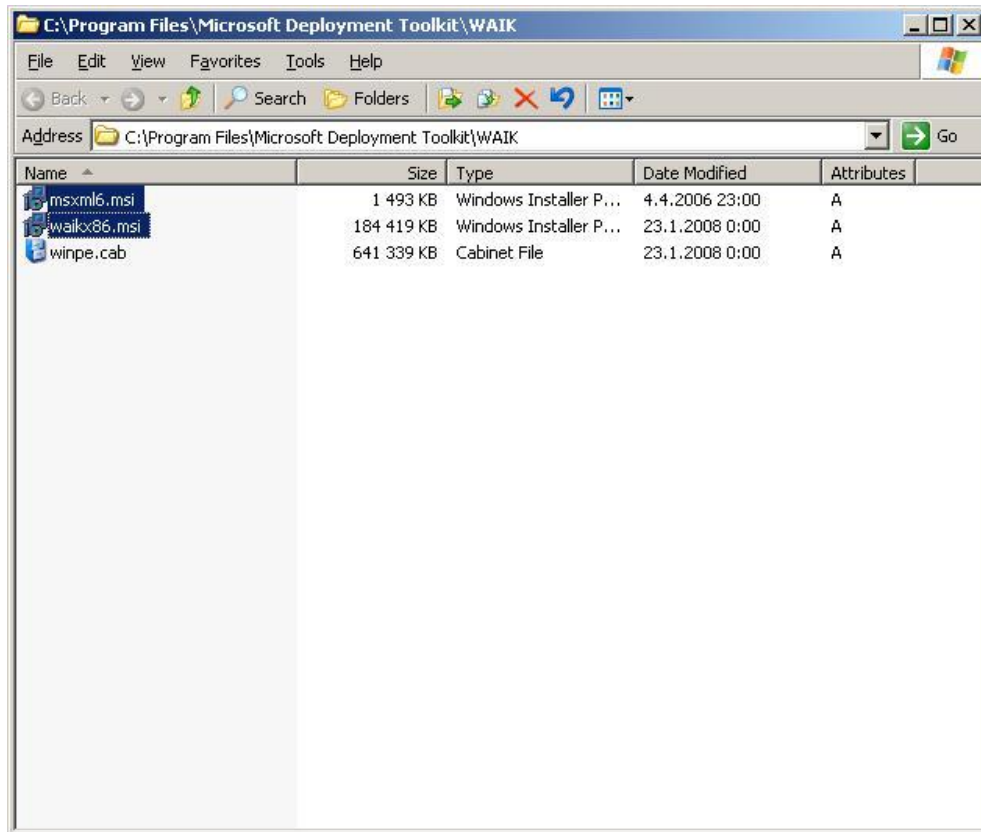 C:\Program Files\Microsoft Deployment Toolkit\WAIK
File Edit View Favorites Tools Help
Back Search Folders
Address C:\Program Files\Microsoft Deployment Toolkit\WAIK Go
Name Size Type Date Modified Attributes
msxml6.msi 1 493 KB Windows Installer P... 4.4.2006 23:00 A
waikx86.msi 184 419 KB Windows Installer P... 23.1.2008 0:00 A
winpe.cab 641 339 KB Cabinet File 23.1.2008 0:00 A